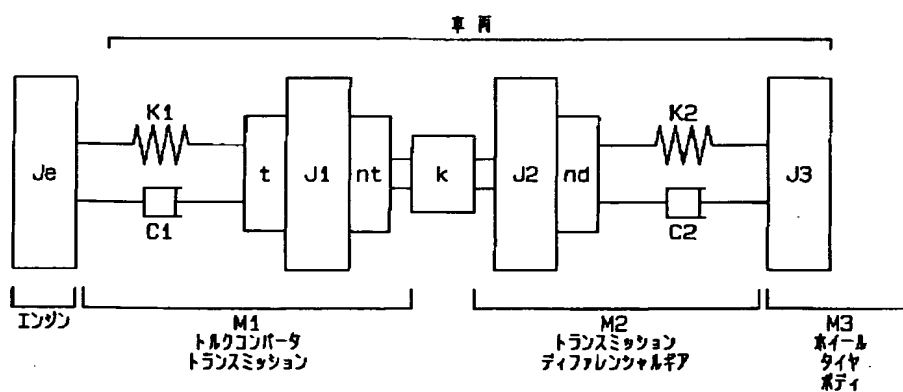 車両
K1
K2
Je
t
J1
nt
k
J2
nd
J3
C1
C2
エンジン
M1
トルクコンバータ
トランスミッション
M2
トランスミッション
ディファレンシャルギア
M3
ホイール
タイヤ
ボディ